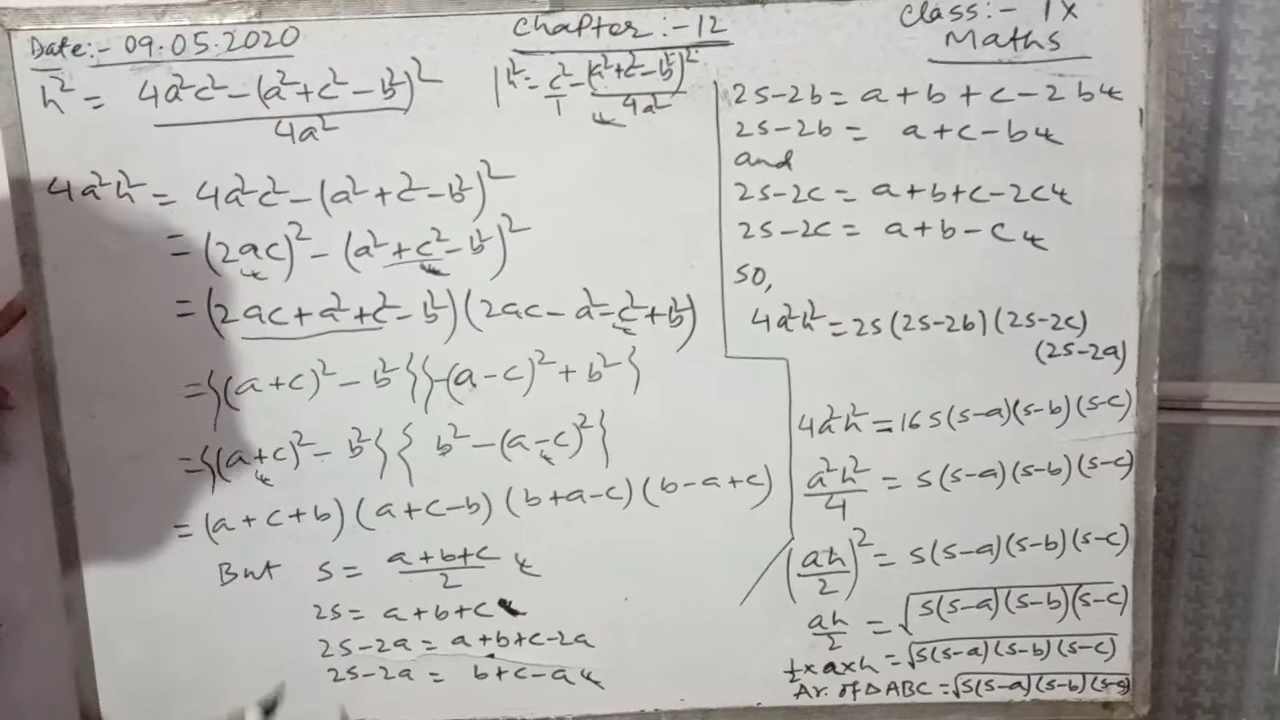 Date:- 09.05.2020
Chapter :- 12
Class:- IX
Maths
h² = (4a²c² - (a²+c²-b²)²)/4a²
h² = c²/1 - (a²+c²-b²)²/4a²
4a²h² = 4a²c² - (a²+c²-b²)²
= (2ac)² - (a²+c²-b²)²
= (2ac+a²+c²-b²)(2ac-a²-c²+b²)
= {(a+c)²-b²}{-(a-c)²+b²}
= {(a+c)²-b²}{b²-(a-c)²}
= (a+c+b)(a+c-b)(b+a-c)(b-a+c)
But s = (a+b+c)/2
2s = a+b+c
2s-2a = a+b+c-2a
2s-2a = b+c-a
2s-2b = a+b+c-2b
2s-2b = a+c-b
and
2s-2c = a+b+c-2c
2s-2c = a+b-c
so,
4a²h² = 2s(2s-2b)(2s-2c)
(2s-2a)
4a²h² = 16s(s-a)(s-b)(s-c)
a²h²/4 = s(s-a)(s-b)(s-c)
(ah/2)² = s(s-a)(s-b)(s-c)
ah/2 = √s(s-a)(s-b)(s-c)
½×a×h = √s(s-a)(s-b)(s-c)
Ar. of △ABC = √s(s-a)(s-b)(s-c)